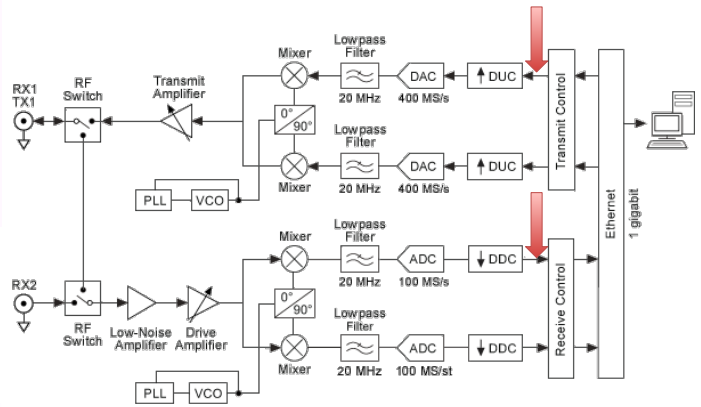 RX1
TX1
RF
Switch
Transmit
Amplifier
Mixer
Lowpass
Filter
20 MHz
DAC
400 MS/s
DUC
0°
90°
Mixer
Lowpass
Filter
20 MHz
DAC
400 MS/s
DUC
Transmit Control
PLL
VCO
Ethernet
1 gigabit
RX2
RF
Switch
Low-Noise
Amplifier
Drive
Amplifier
Mixer
Lowpass
Filter
20 MHz
ADC
100 MS/s
DDC
0°
90°
Mixer
Lowpass
Filter
20 MHz
ADC
100 MS/st
DDC
Receive Control
PLL
VCO